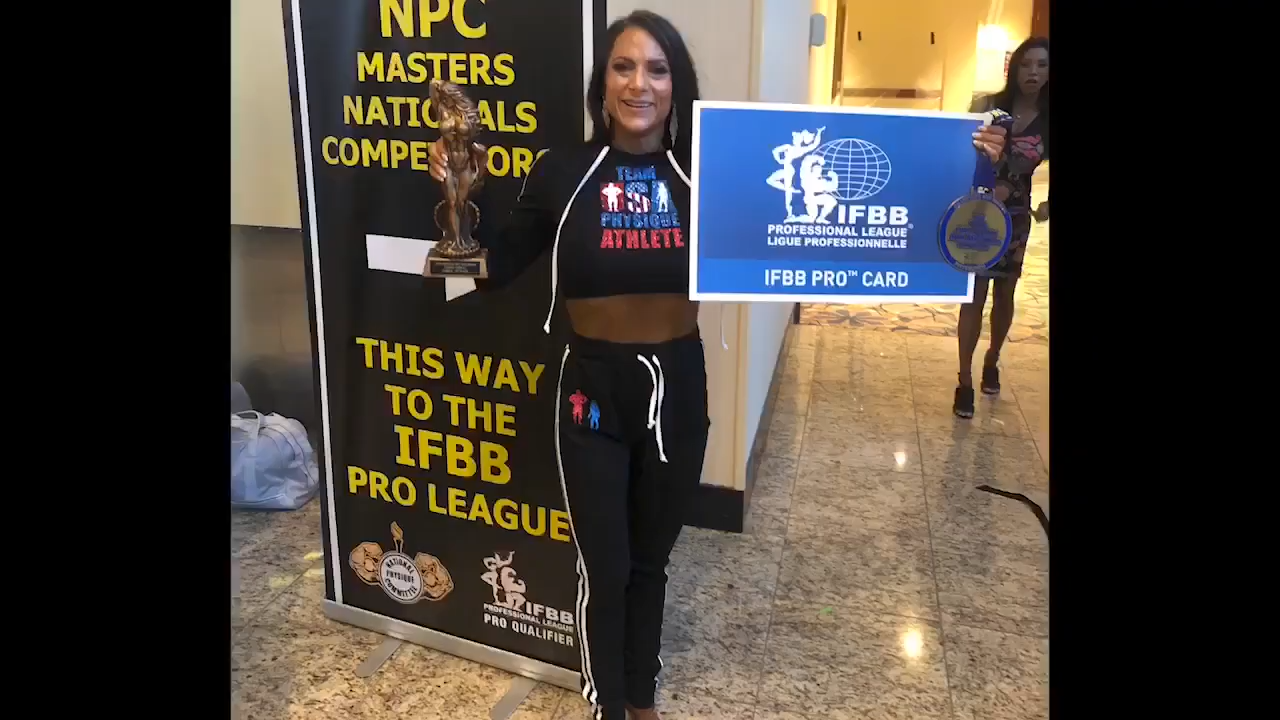 NPC
MASTERS
NATIONALS
COMPETITORS
THIS WAY
TO THE
IFBB
PRO LEAGUE
NATIONAL
PHYSIQUE
COMMITTEE
IFBB
PROFESSIONAL LEAGUE
PRO QUALIFIER
TEAM
USA
PHYSIQUE
ATHLETE
IFBB
PROFESSIONAL LEAGUE
LIGUE PROFESSIONNELLE
IFBB PRO™ CARD